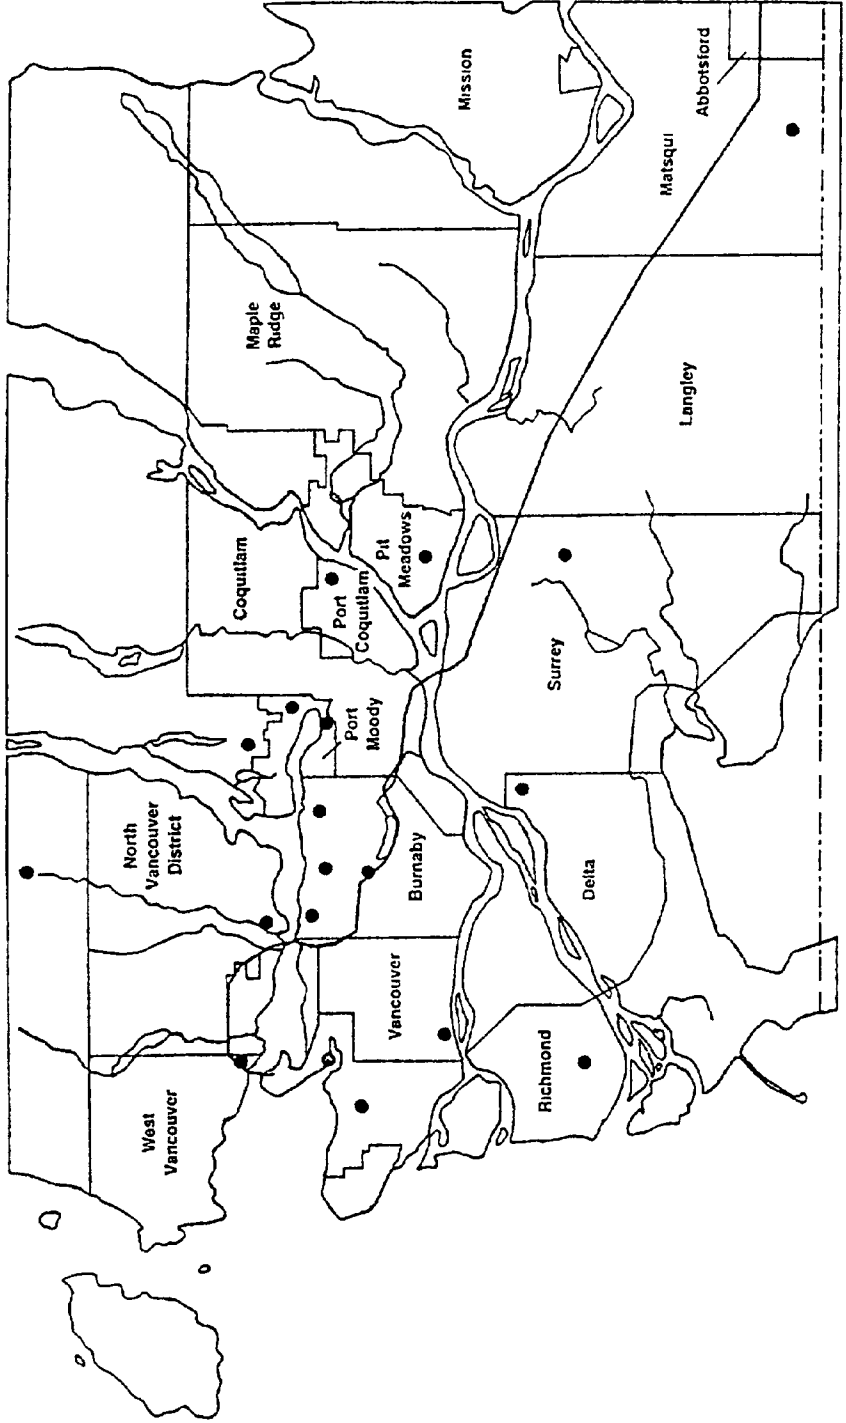 West
Vancouver
North
Vancouver
District
Coquitlam
Maple
Ridge
Port
Moody
Port
Coquitlam
Pit
Meadows
Mission
Vancouver
Burnaby
Richmond
Delta
Surrey
Langley
Matsqui
Abbotsford